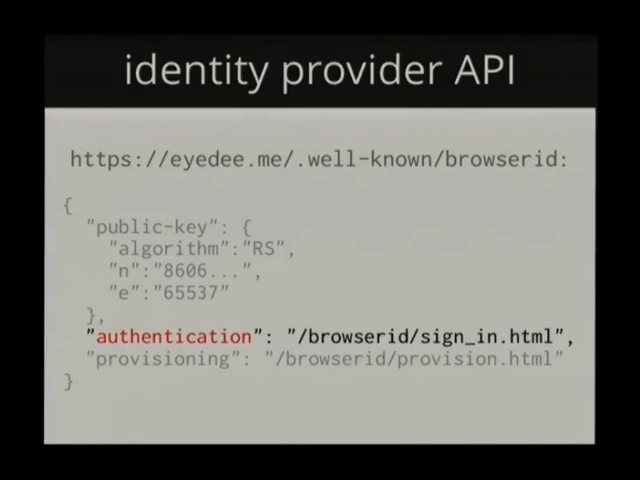 identity provider API
https://eyedee.me/.well-known/browserid:
{
"public-key": {
"algorithm":"RS",
"n":"8606...",
"e":"65537"
},
"authentication": "/browserid/sign_in.html",
"provisioning": "/browserid/provision.html"
}